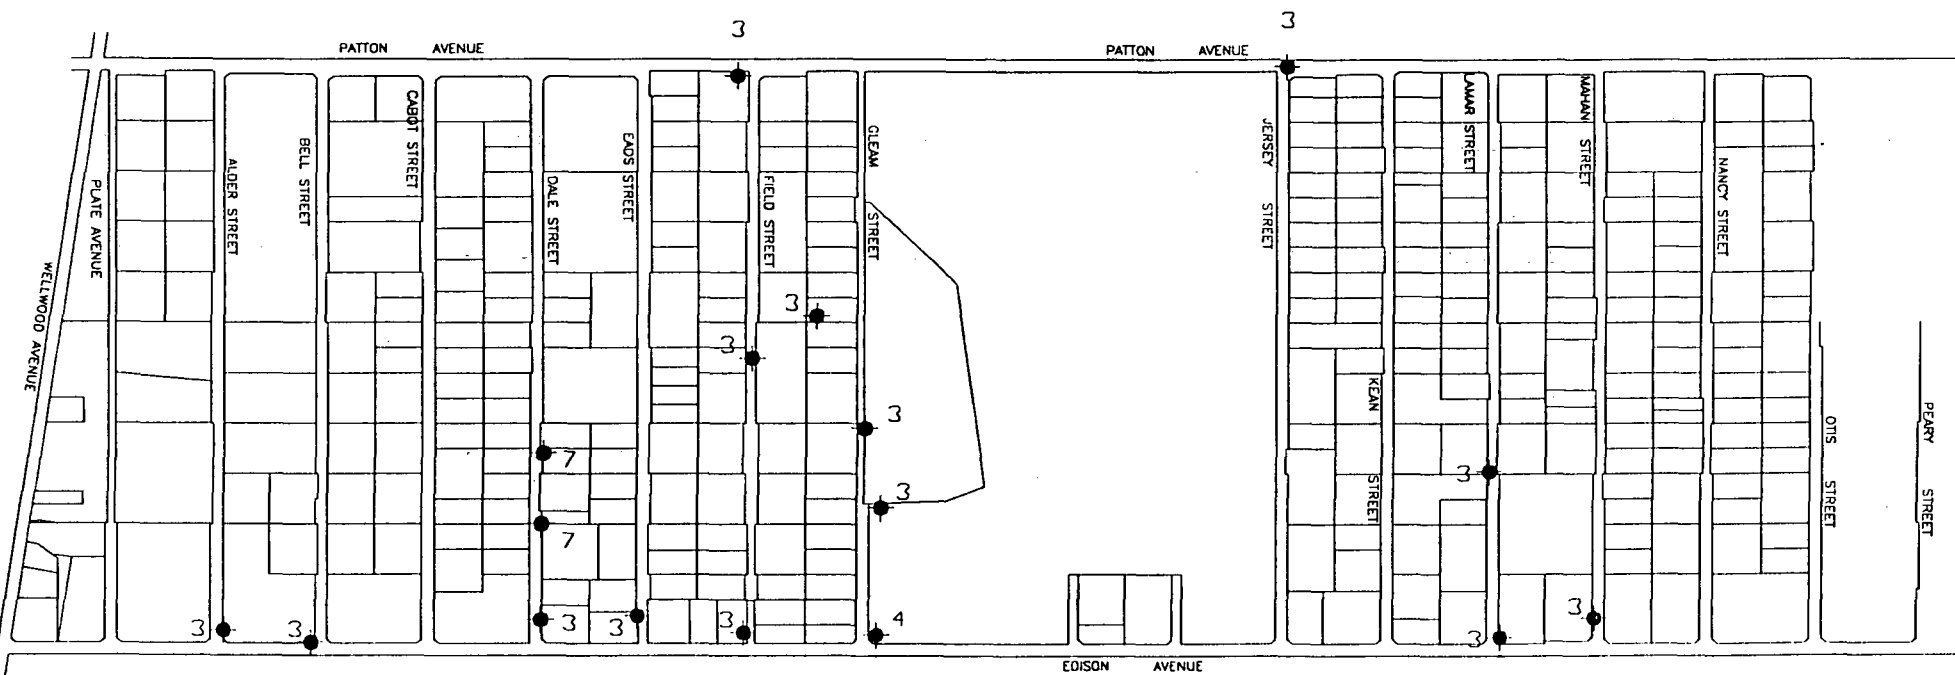 3
3
PATTON AVENUE
PATTON AVENUE
CABOT STREET
LAMAR STREET
MAHAN STREET
GLEAM STREET
JERSEY STREET
BELL STREET
EADS STREET
ALDER STREET
NANCY STREET
PLATE AVENUE
DALE STREET
FIELD STREET
WELLWOOD AVENUE
3
3
KEAN STREET
3
PEARY STREET
OTIS STREET
7
3
3
7
3
3
3
3
3
3
4
3
3
EDISON AVENUE